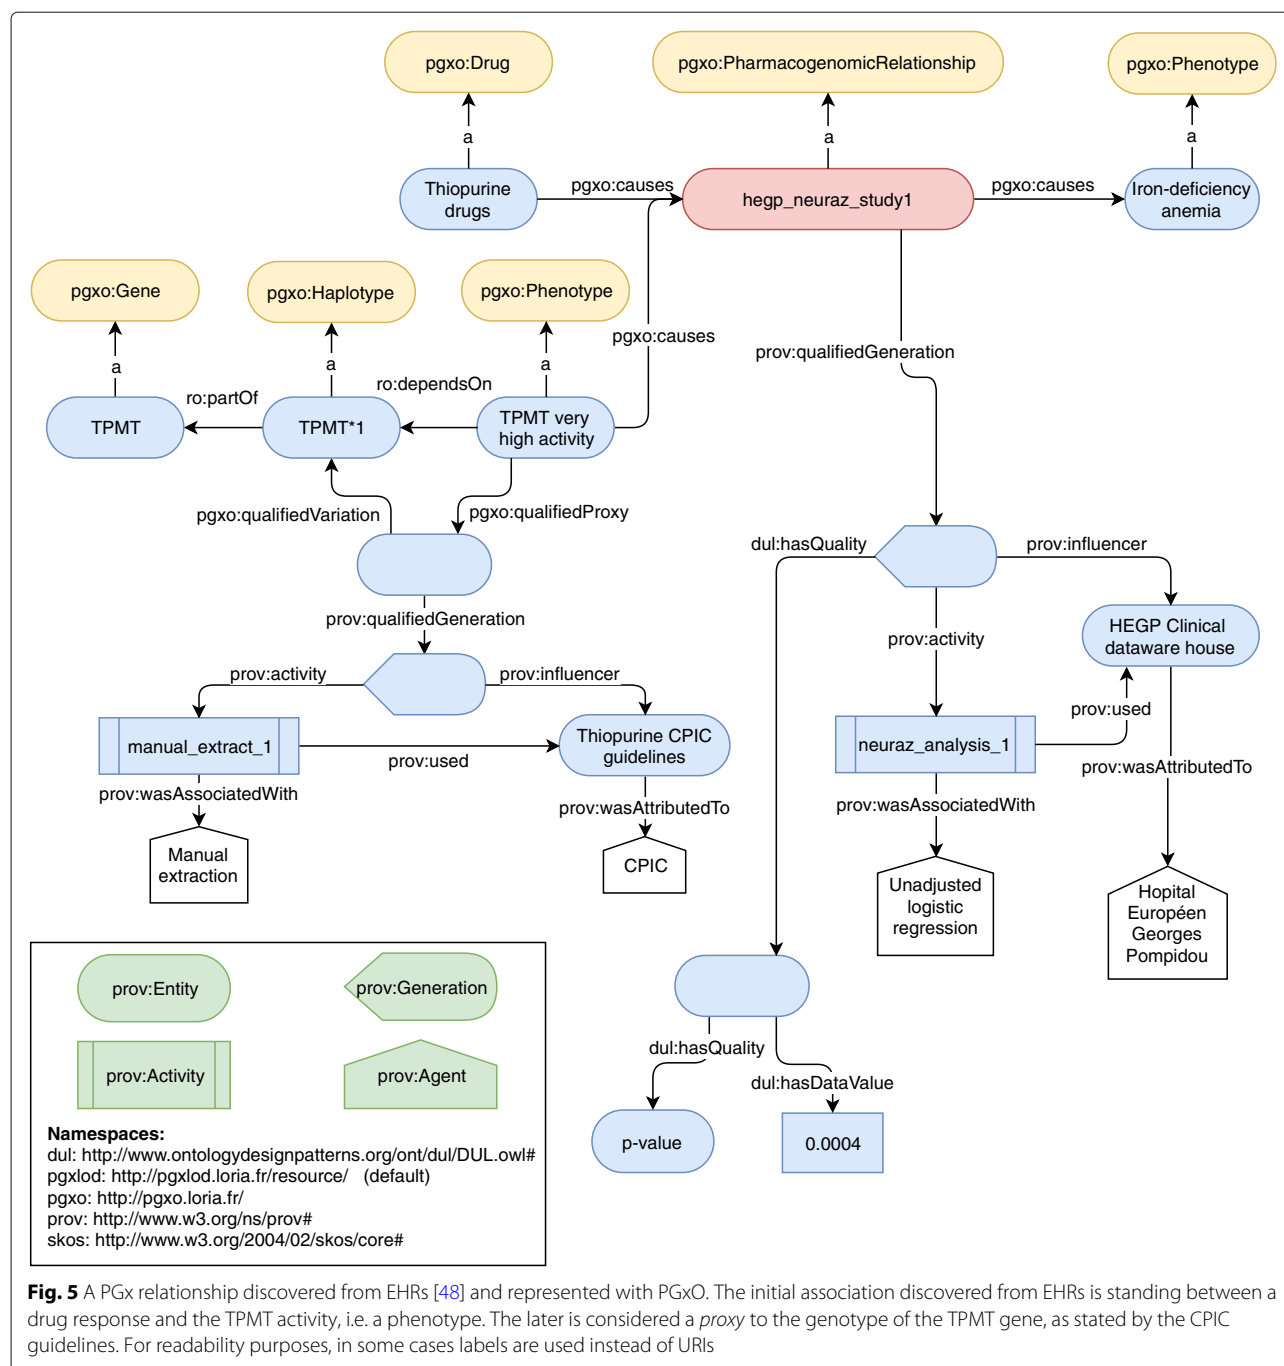 pgxo:Drug
pgxo:PharmacogenomicRelationship
pgxo:Phenotype
a
a
a
Thiopurine
drugs
pgxo:causes
hegp_neuraz_study1
pgxo:causes
Iron-deficiency
anemia
pgxo:Gene
pgxo:Haplotype
pgxo:Phenotype
pgxo:causes
prov:qualifiedGeneration
a
a
a
ro:partOf
ro:dependsOn
TPMT
TPMT*1
TPMT very
high activity
pgxo:qualifiedVariation
pgxo:qualifiedProxy
dul:hasQuality
prov:influencer
prov:qualifiedGeneration
prov:activity
HEGP Clinical
dataware house
prov:activity
prov:influencer
prov:used
manual_extract_1
prov:used
Thiopurine CPIC
guidelines
neuraz_analysis_1
prov:wasAttributedTo
prov:wasAssociatedWith
prov:wasAttributedTo
prov:wasAssociatedWith
Manual
extraction
CPIC
Unadjusted
logistic
regression
Hopital
Européen
Georges
Pompidou
prov:Entity
prov:Generation
prov:Activity
prov:Agent
dul:hasQuality
dul:hasDataValue
p-value
0.0004
Namespaces:
dul: http://www.ontologydesignpatterns.org/ont/dul/DUL.owl#
pgxlod: http://pgxlod.loria.fr/resource/ (default)
pgxo: http://pgxo.loria.fr/
prov: http://www.w3.org/ns/prov#
skos: http://www.w3.org/2004/02/skos/core#
Fig. 5 A PGx relationship discovered from EHRs [48] and represented with PGxO. The initial association discovered from EHRs is standing between a
drug response and the TPMT activity, i.e. a phenotype. The later is considered a proxy to the genotype of the TPMT gene, as stated by the CPIC
guidelines. For readability purposes, in some cases labels are used instead of URIs